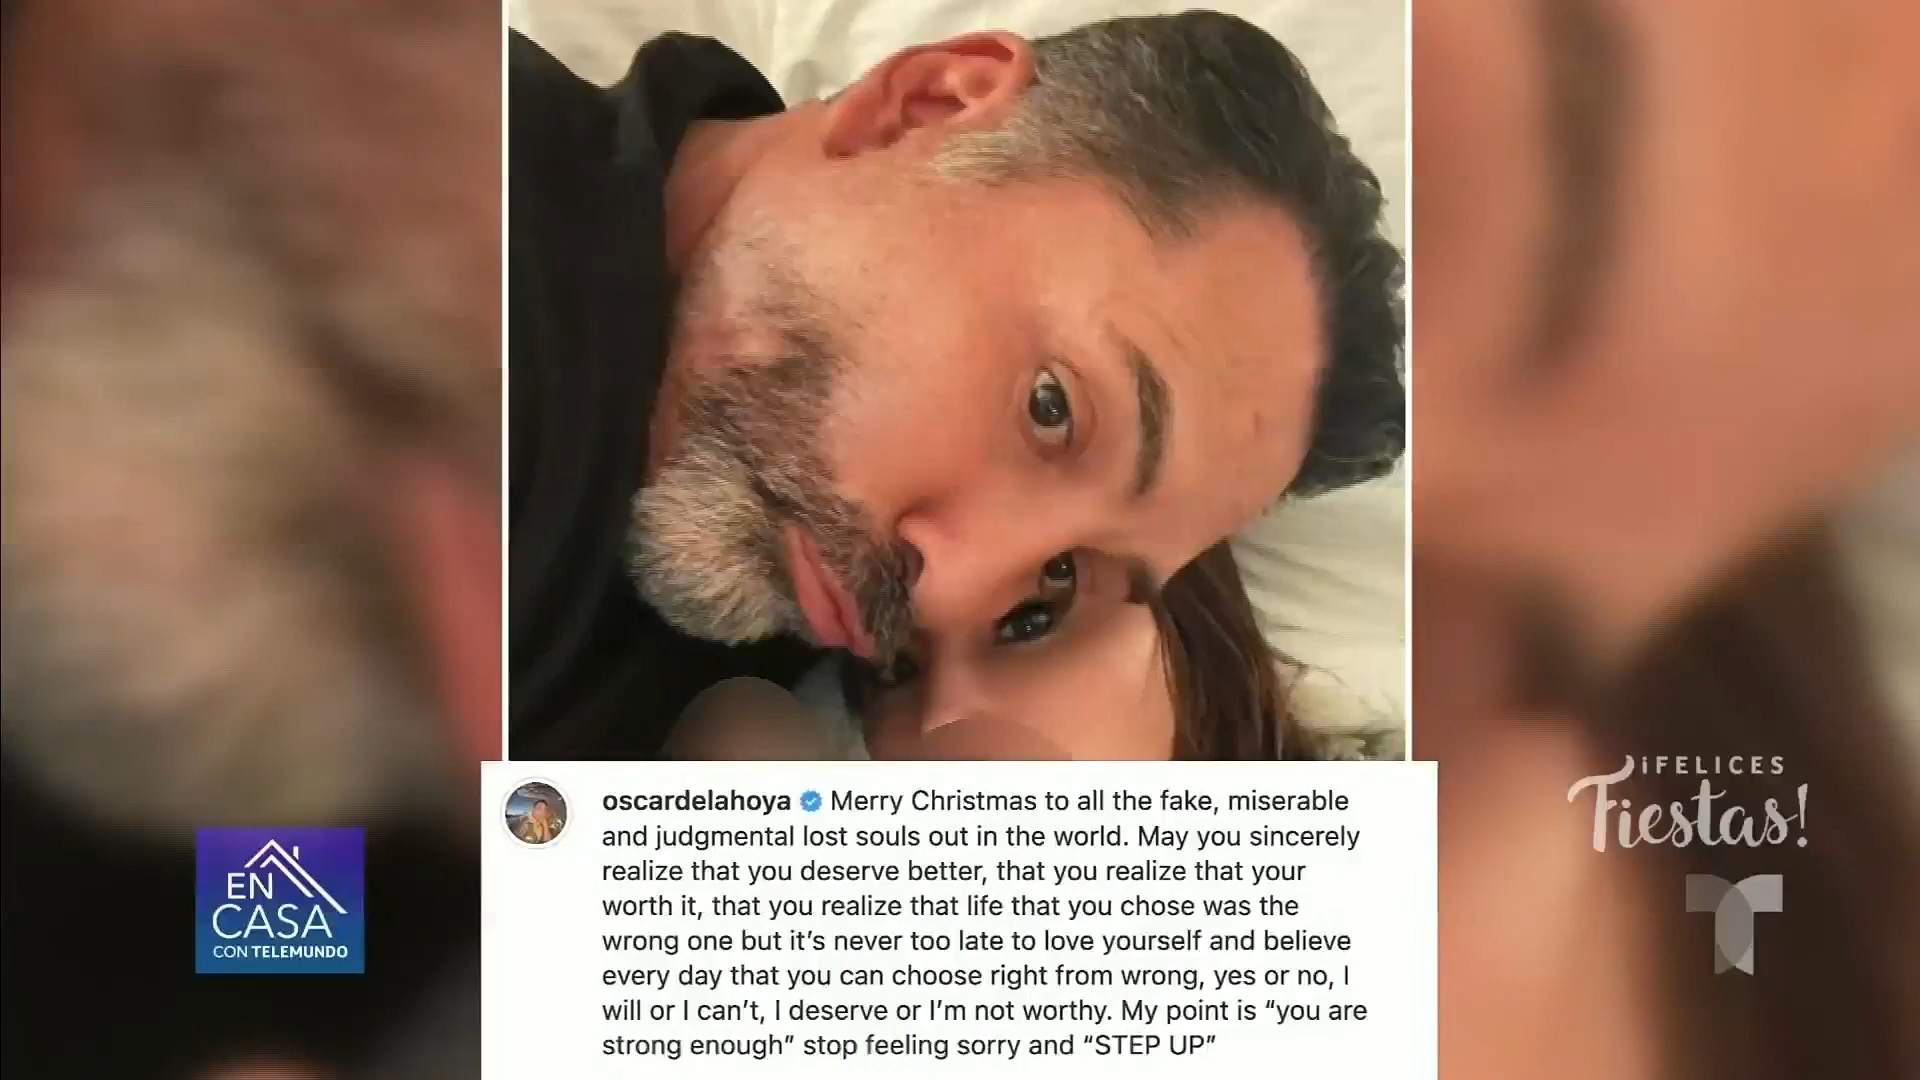 oscardelahoya Merry Christmas to all the fake, miserable
and judgmental lost souls out in the world. May you sincerely
realize that you deserve better, that you realize that your
worth it, that you realize that life that you chose was the
wrong one but it’s never too late to love yourself and believe
every day that you can choose right from wrong, yes or no, I
will or I can’t, I deserve or I’m not worthy. My point is “you are
strong enough” stop feeling sorry and “STEP UP”
EN
CASA
CON TELEMUNDO
¡FELICES
Fiestas!